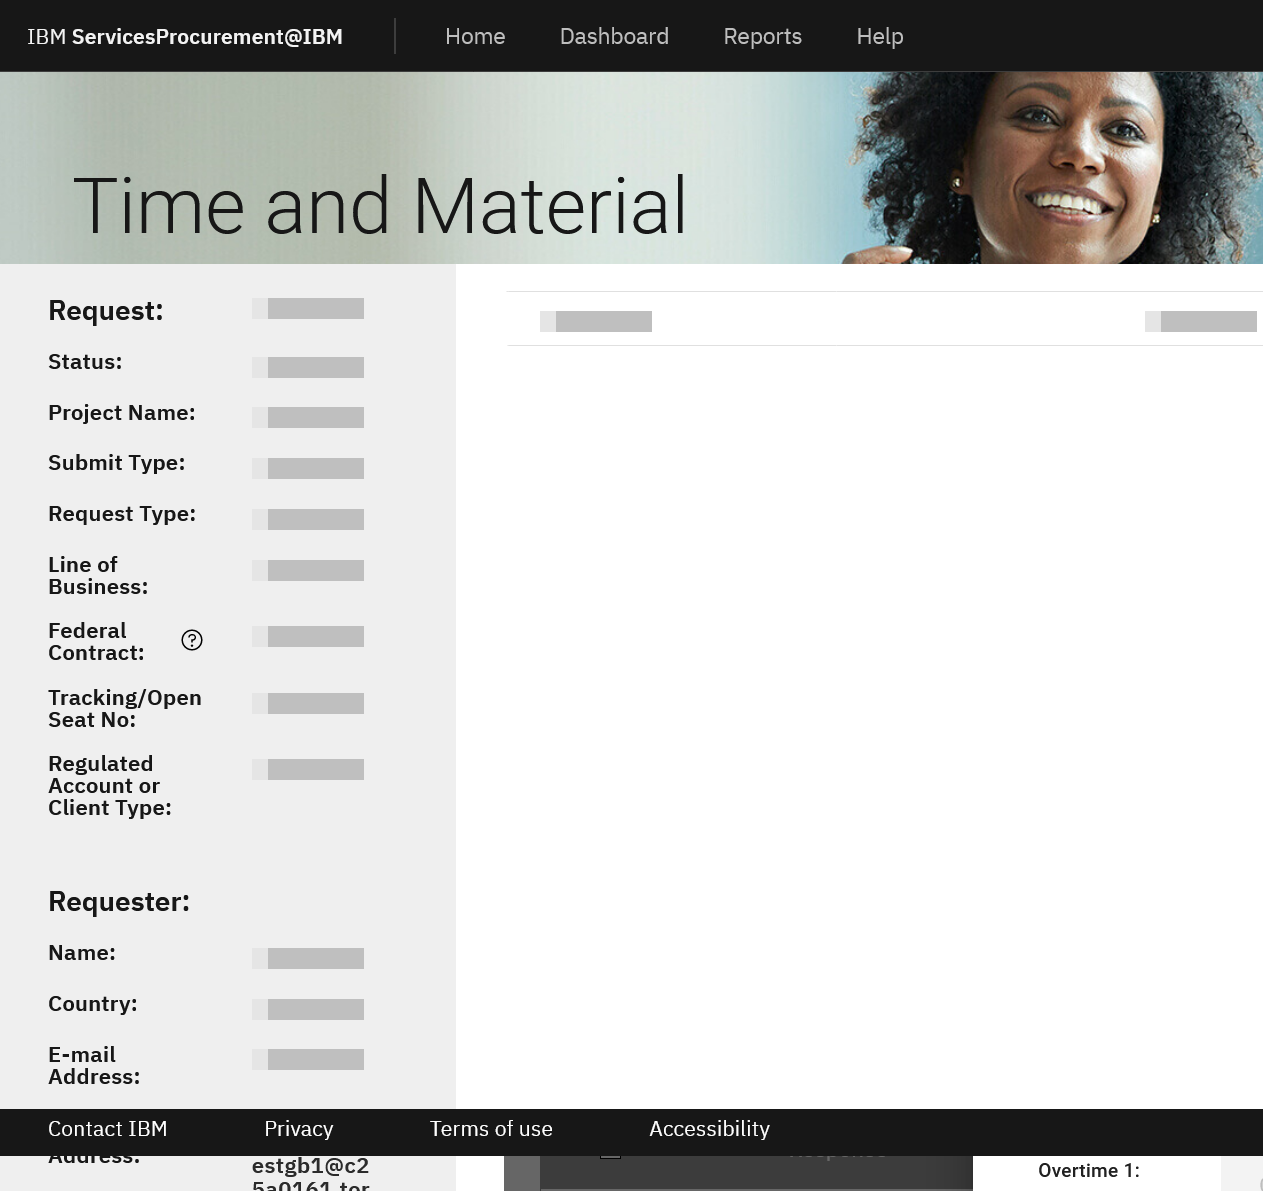 IBM ServicesProcurement@IBM
Home
Dashboard
Reports
Help
Time and Material
Request:
Status:
Project Name:
Submit Type:
Request Type:
Line of
Business:
Federal
Contract:
Tracking/Open
Seat No:
Regulated
Account or
Client Type:
Requester:
Name:
Country:
E-mail
Address:
Contact IBM
Privacy
Terms of use
Accessibility
Address:
estgb1@c2
5a0161.tor
Response
Overtime 1: